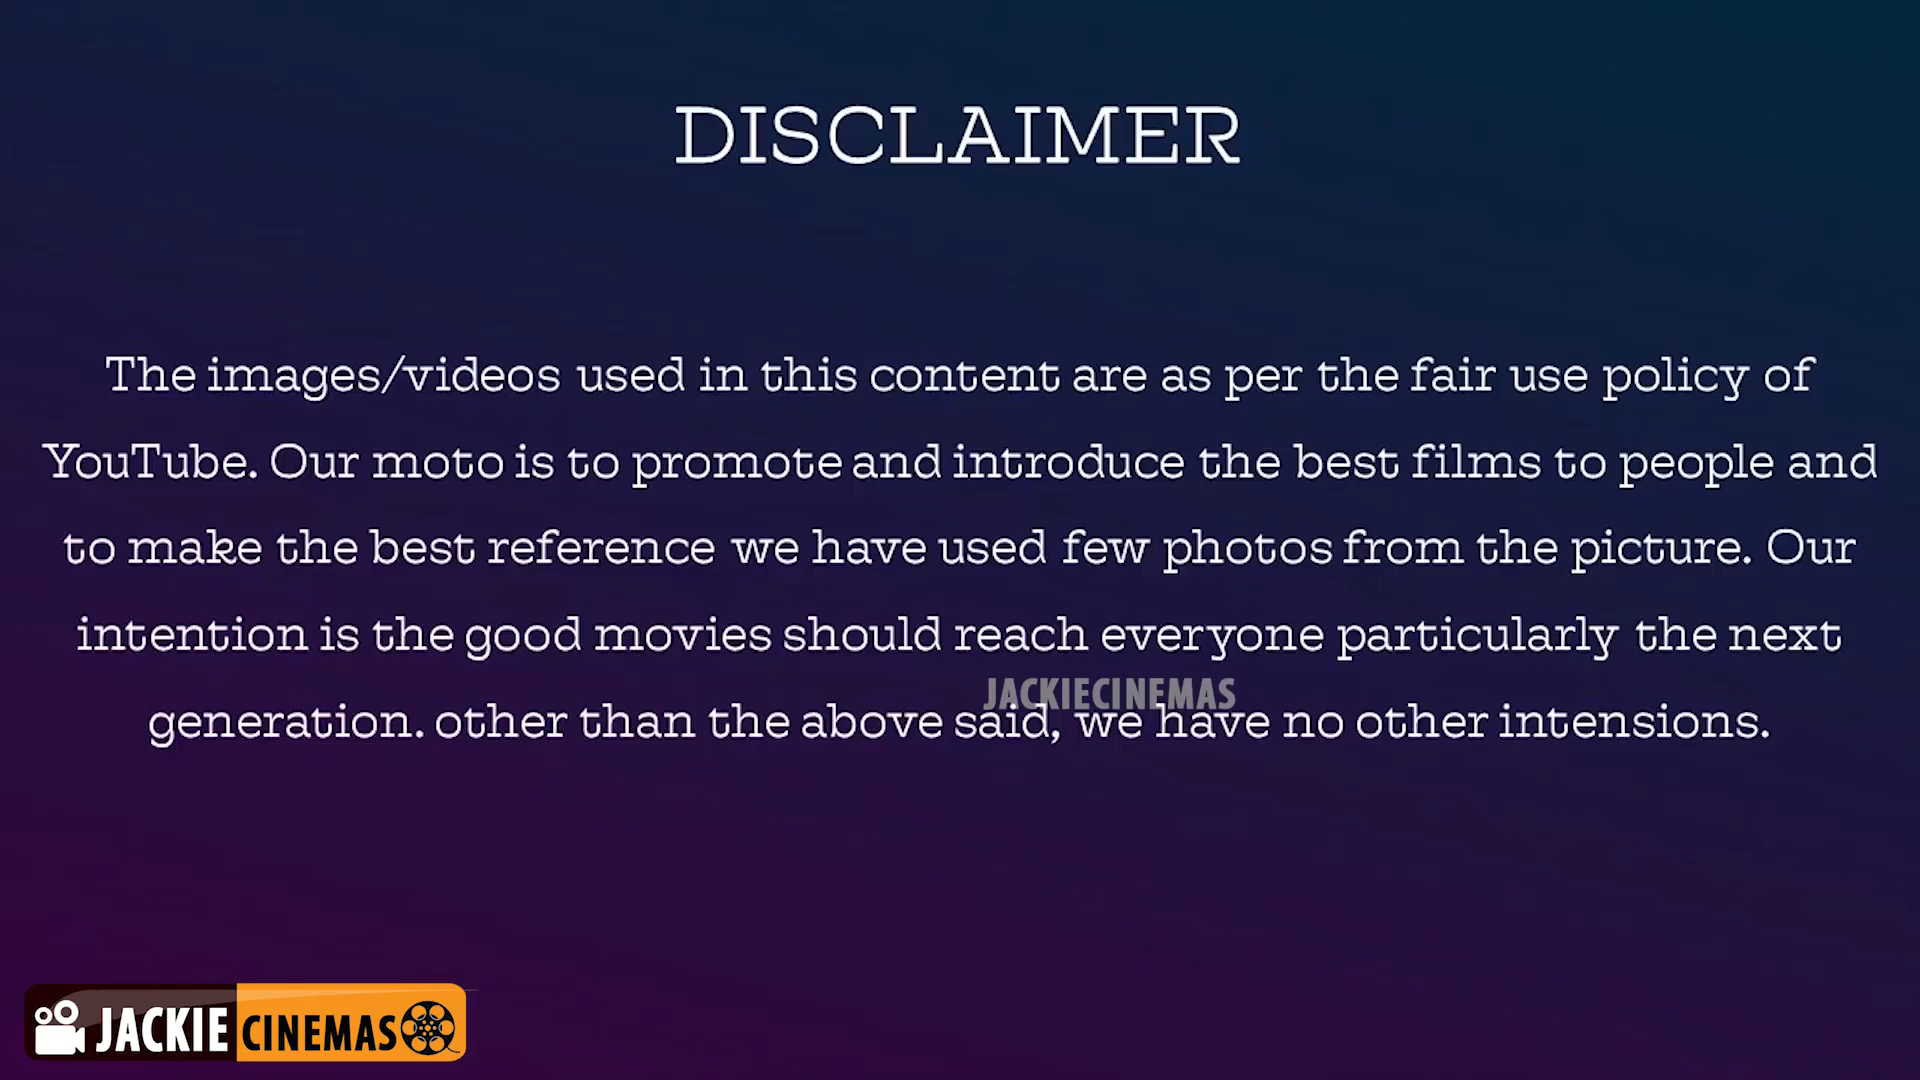 DISCLAIMER
The images/videos used in this content are as per the fair use policy of
YouTube. Our moto is to promote and introduce the best films to people and
to make the best reference we have used few photos from the picture. Our
intention is the good movies should reach everyone particularly the next
JACKIECINEMAS
generation. other than the above said, we have no other intensions.
JACKIE CINEMAS